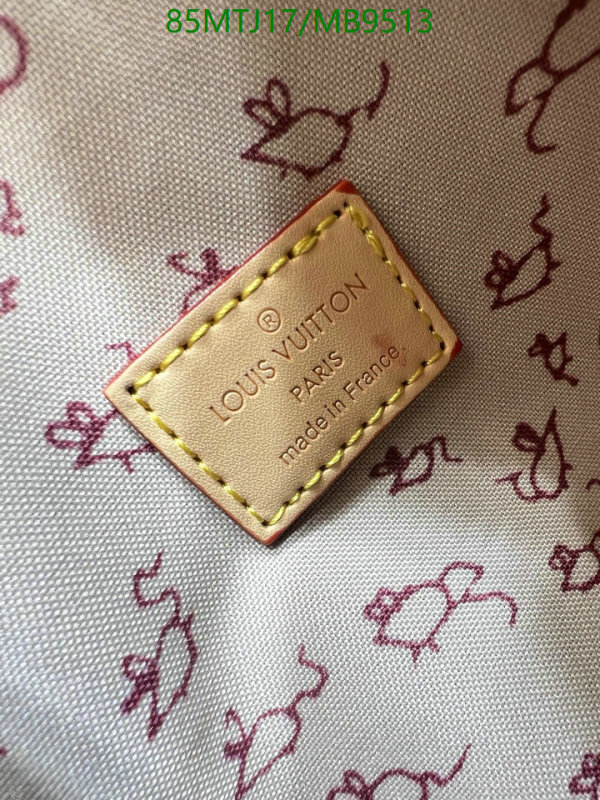 85MTJ17/MB9513
®
LOUIS VUITTON
PARIS
made in France.